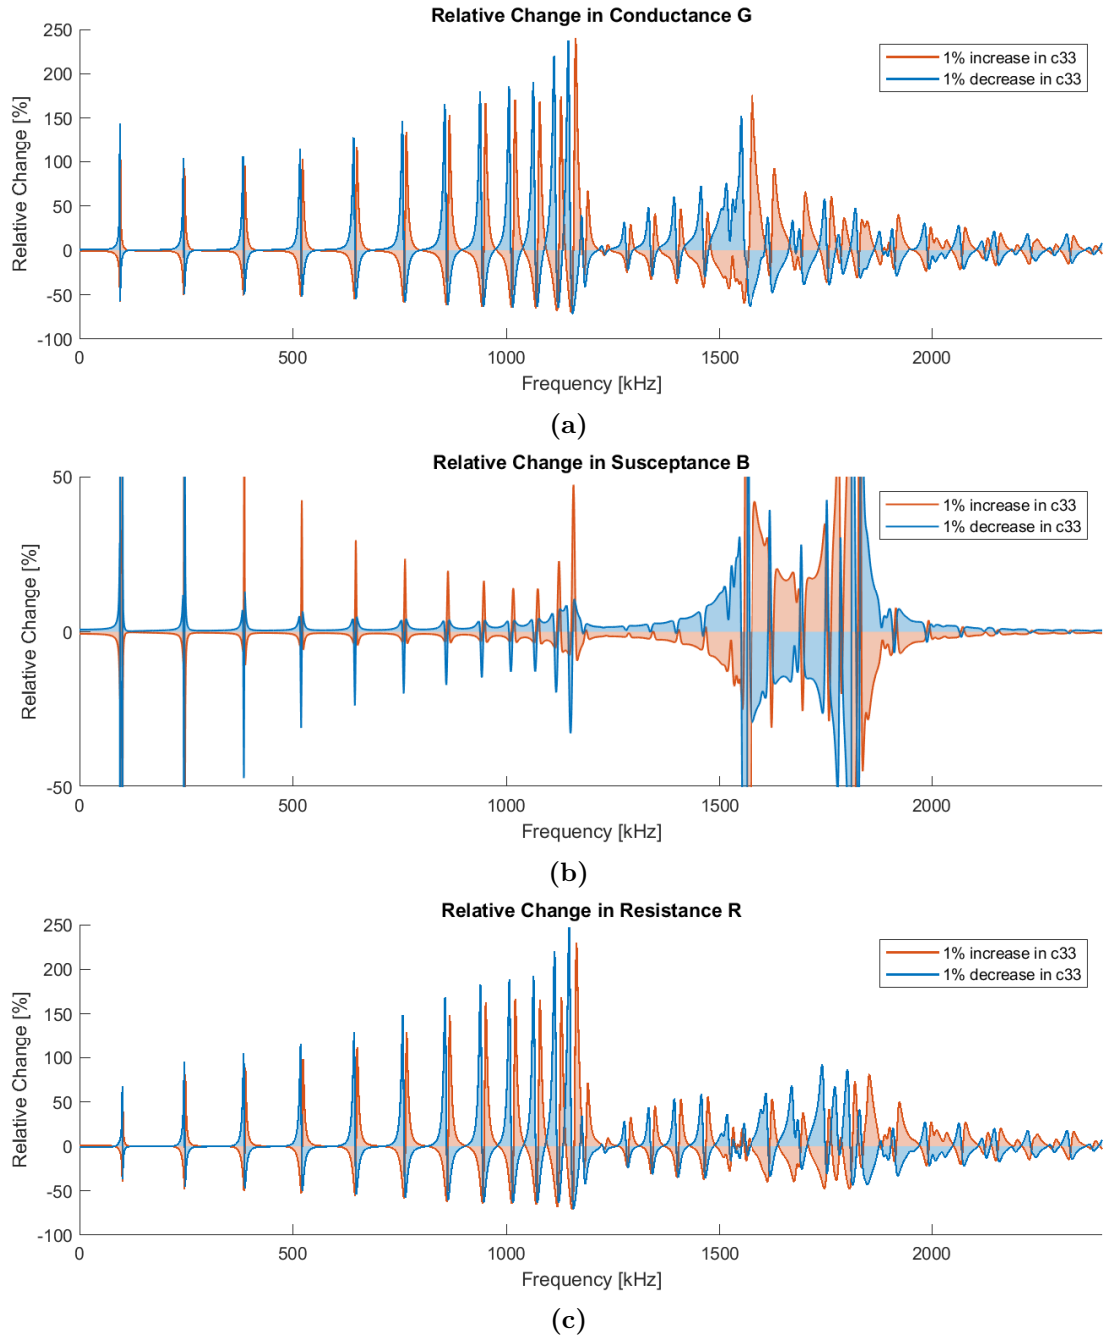 Relative Change in Conductance G
250
200
150
100
50
0
-50
-100
Relative Change [%]
1% increase in c33
1% decrease in c33
0 500 1000 1500 2000
Frequency [kHz]
(a)
Relative Change in Susceptance B
50
0
-50
Relative Change [%]
1% increase in c33
1% decrease in c33
0 500 1000 1500 2000
Frequency [kHz]
(b)
Relative Change in Resistance R
250
200
150
100
50
0
-50
-100
Relative Change [%]
1% increase in c33
1% decrease in c33
0 500 1000 1500 2000
Frequency [kHz]
(c)